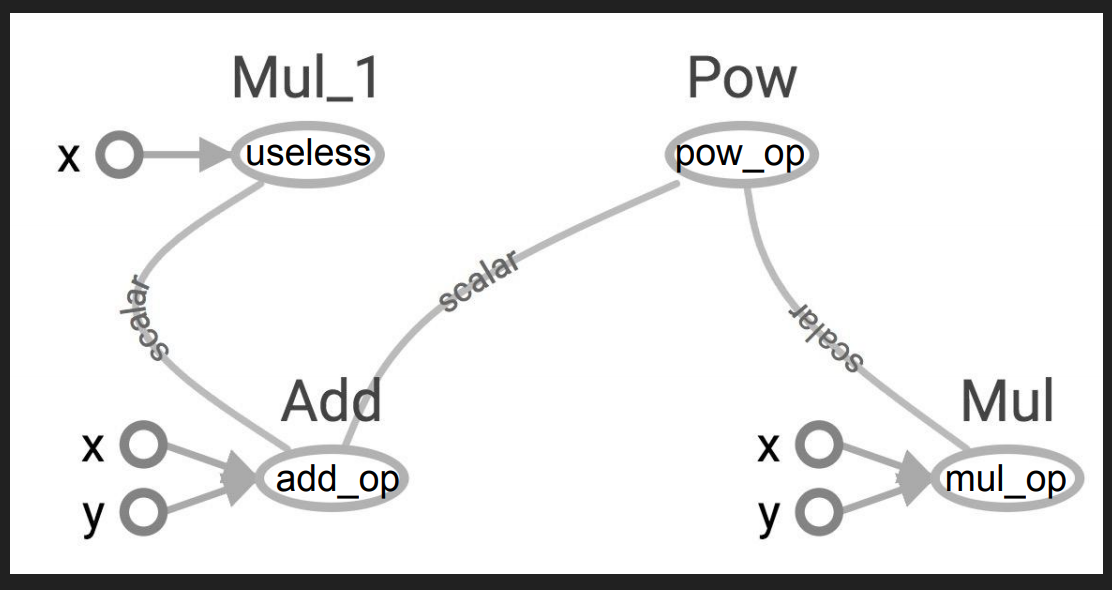 Mul_1
Pow
x
useless
pow_op
scalar
scalar
scalar
Add
Mul
x
add_op
y
x
mul_op
y